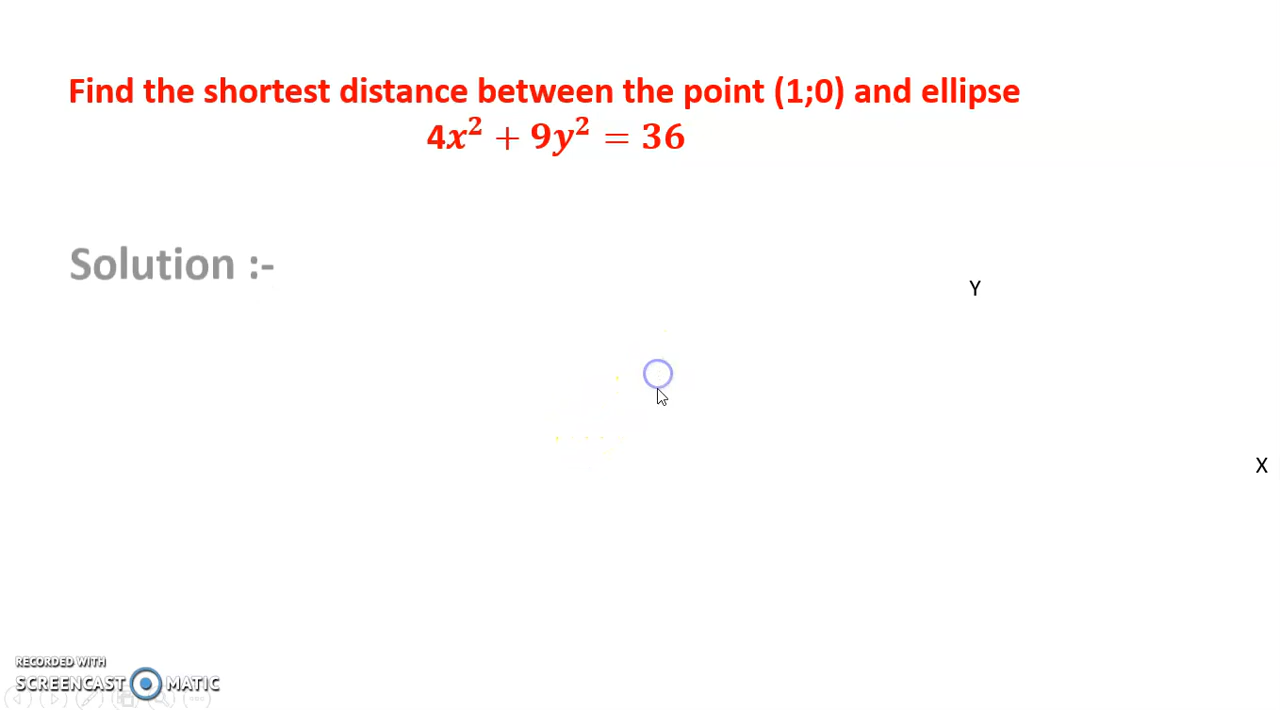 Find the shortest distance between the point (1;0) and ellipse
4x² + 9y² = 36
Solution :-
Y
X
RECORDED WITH
SCREENCAST MATIC